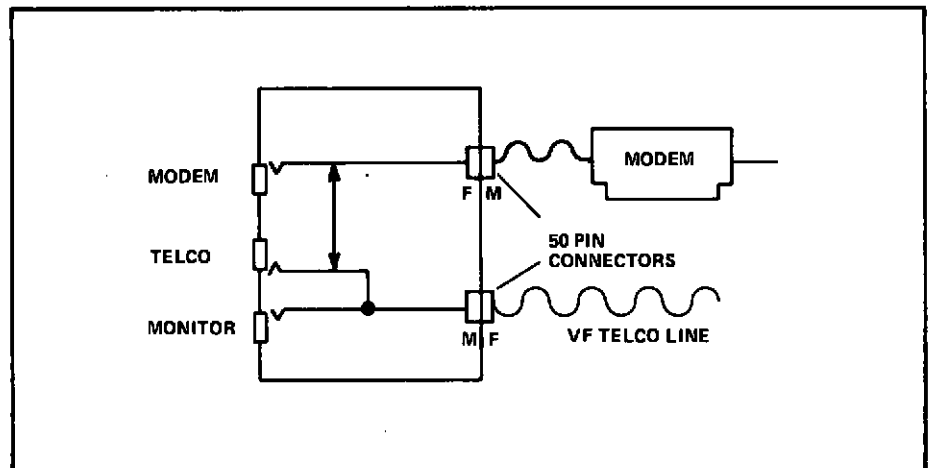 MODEM
TELCO
MONITOR
F M
MODEM
50 PIN
CONNECTORS
M F
VF TELCO LINE